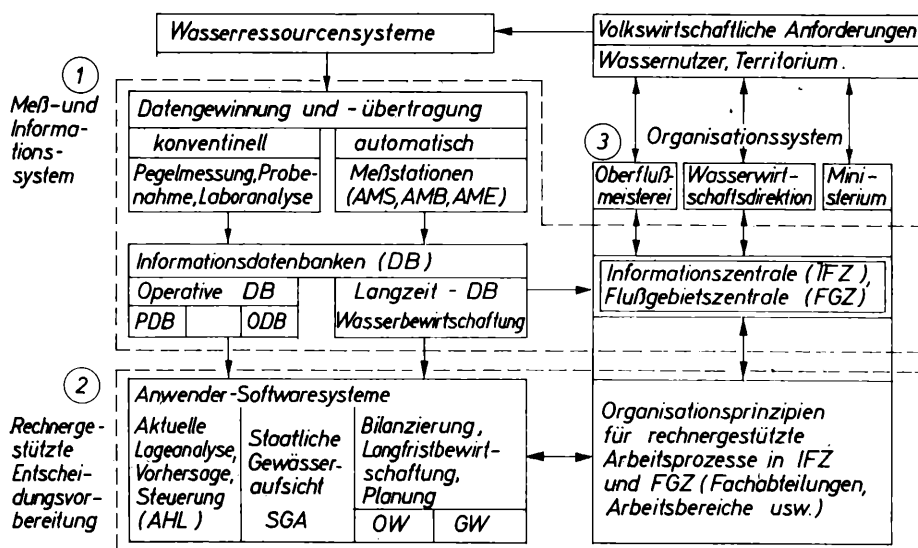 Wasserressourcensysteme
Volkswirtschaftliche Anforderungen
Wassernutzer, Territorium.
1
Meß-und
Informa-
tions-
system
Datengewinnung und -übertragung
konventinell
automatisch
Pegelmessung, Probe-
nahme, Laboranalyse
Meßstationen
(AMS, AMB, AME)
Organisationssystem
3
Oberfluß-
meisterei
Wasserwirt-
schaftsdirektion
Mini-
sterium
Informationsdatenbanken (DB)
Operative DB
PDB
ODB
Langzeit - DB
Wasserbewirtschaftung
Informationszentrale (IFZ),
Flußgebietszentrale (FGZ)
2
Rechnerge-
stützte
Entschei-
dungsvor-
bereitung
Anwender-Softwaresysteme
Aktuelle
Lageanalyse,
Vorhersage,
Steuerung
(AHL)
Staatliche
Gewässer-
aufsicht
SGA
Bilanzierung,
Langfristbewirt-
schaftung,
Planung
OW
GW
Organisationsprinzipien
für rechnergestützte
Arbeitsprozesse in IFZ
und FGZ (Fachabteilungen,
Arbeitsbereiche usw.)